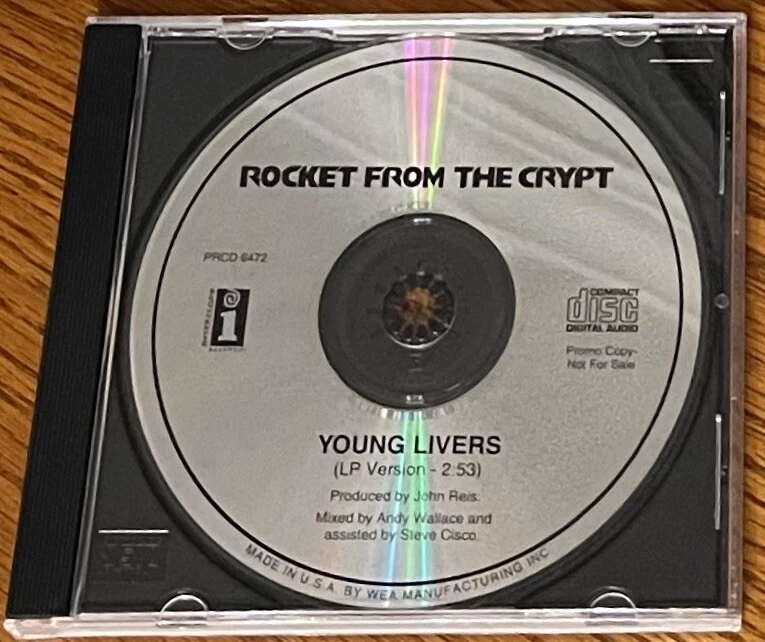 ROCKET FROM THE CRYPT
PRCD 6472
i
COMPACT
disc
DIGITAL AUDIO
Promo Copy-
Not For Sale
YOUNG LIVERS
(LP Version - 2:53)
Produced by John Reis.
Mixed by Andy Wallace and
assisted by Steve Cisco.
MADE IN U.S.A. BY WEA MANUFACTURING INC.